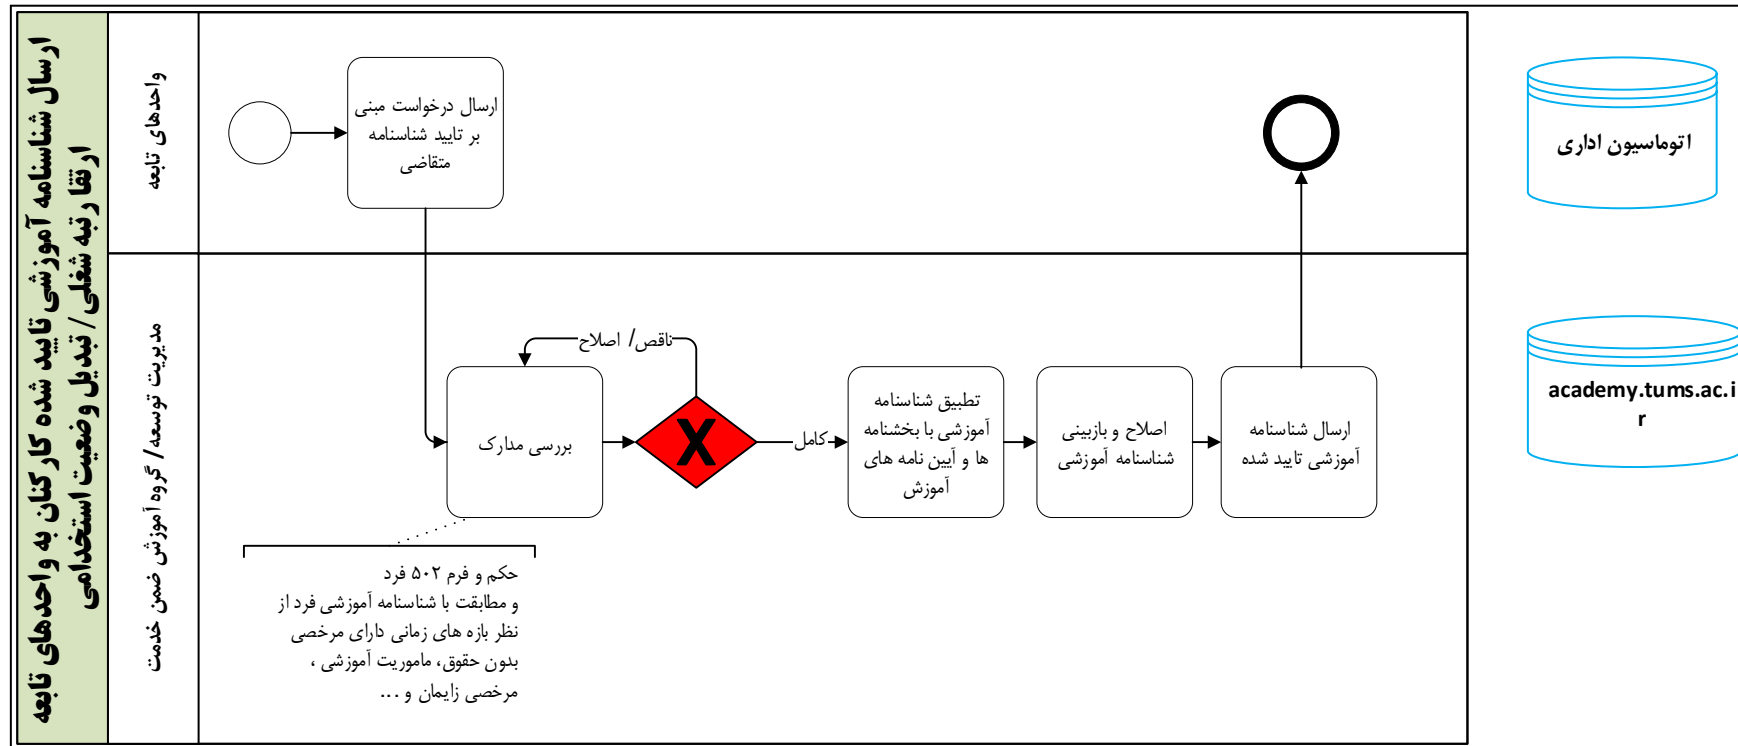 ارسال شناسنامه آموزشی تایید شده کارکنان به واحدهای تابعه
ارتقا رتبه شغلی / تبدیل وضعیت استخدامی
واحدهای تابعه
ارسال درخواست مبنی
بر تایید شناسنامه
متقاضی
اتوماسیون اداری
مدیریت توسعه/ گروه آموزش ضمن خدمت
ناقص/ اصلاح
بررسی مدارک
X
کامل
تطبیق شناسنامه
آموزشی با بخشنامه
ها و آیین نامه های
آموزش
اصلاح و بازبینی
شناسنامه آموزشی
ارسال شناسنامه
آموزشی تایید شده
academy.tums.ac.i
r
حکم و فرم ۵۰۲ فرد
و مطابقت با شناسنامه آموزشی فرد از
نظر بازه های زمانی دارای مرخصی
بدون حقوق، ماموریت آموزشی ،
مرخصی زایمان و ...